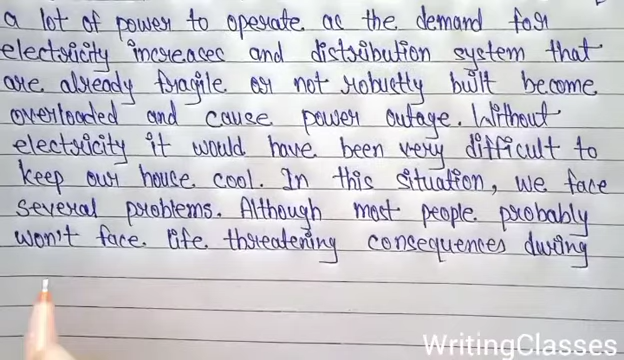 a lot of power to operate as the demand for
electricity increases and distribution system that
are already fragile or not robustly built become
overloaded and cause power outage. Without
electricity it would have been very difficult to
keep our house cool. In this situation, we face
several problems. Although most people probably
won't face life threatening consequences during
WritingClasses